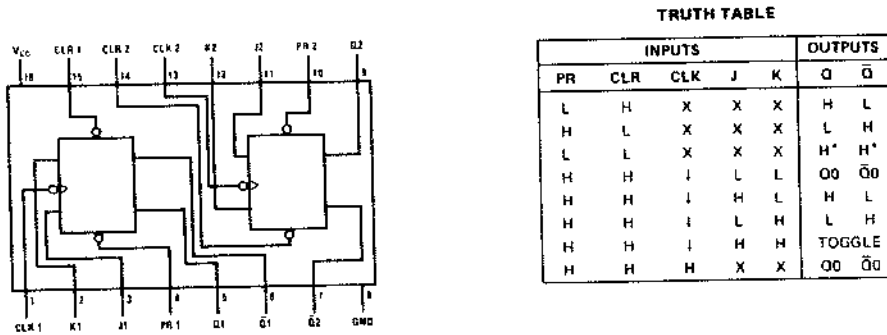 TRUTH TABLE
VCC CLR 1 CLR 2 CLK 2 K2 J2 PR 2 Q2
16 15 14 13 12 11 10 9
1 2 3 4 5 6 7 8
CLK 1 K1 J1 PR 1 Q1 Q̄1 Q̄2 GND
INPUTS OUTPUTS
PR CLR CLK J K Q Q̄
L H X X X H L
H L X X X L H
L L X X X H* H*
H H ↓ L L Q0 Q̄0
H H ↓ H L H L
H H ↓ L H L H
H H ↓ H H TOGGLE
H H H X X Q0 Q̄0